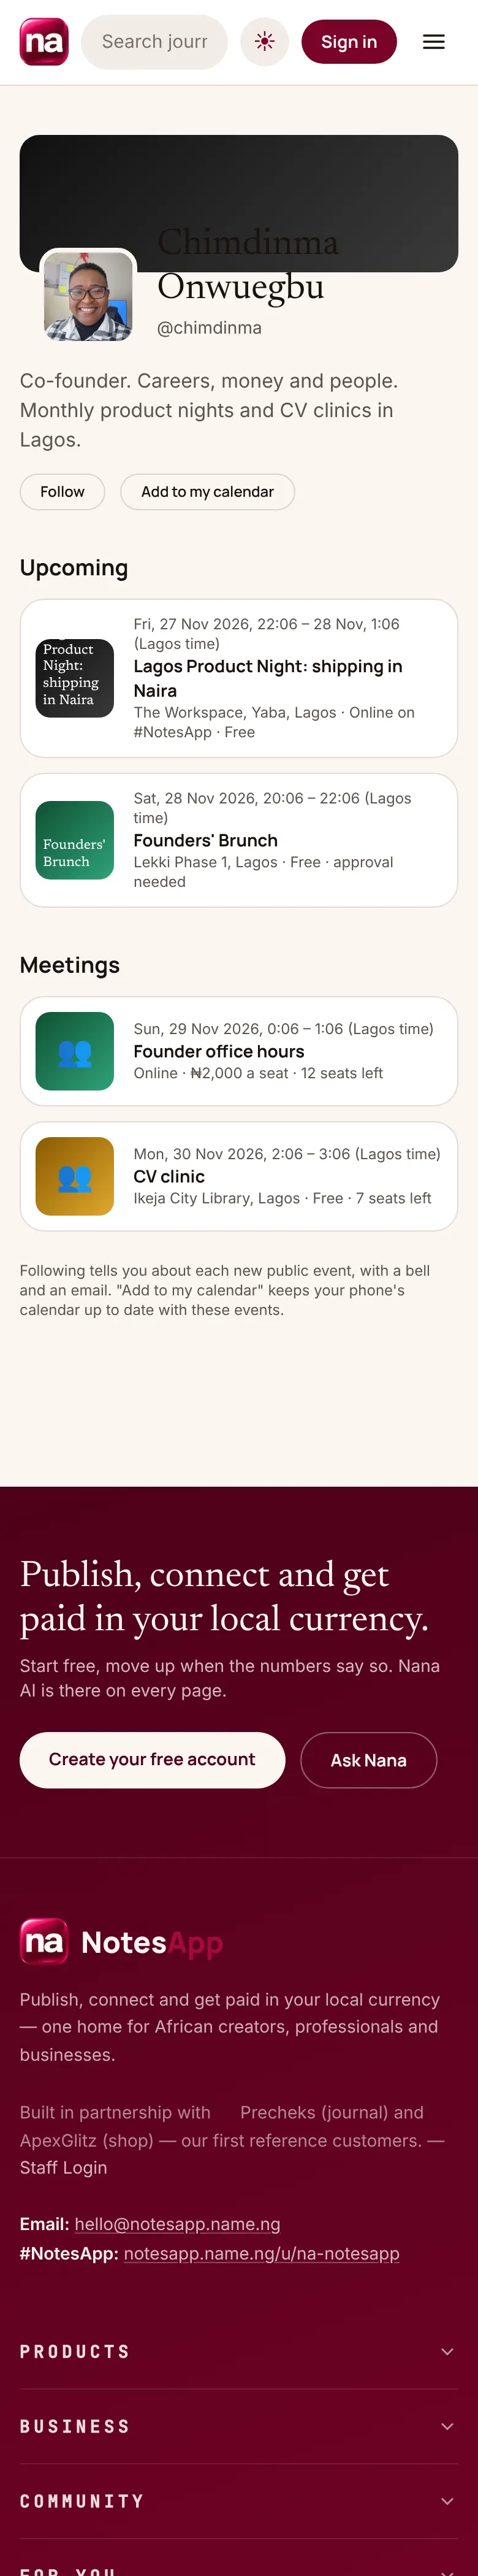 na
Search journ
Sign in
Chimdinma
Onwuegbu
@chimdinma
Co-founder. Careers, money and people.
Monthly product nights and CV clinics in
Lagos.
Follow
Add to my calendar
Upcoming
Product
Night:
shipping
in Naira
Fri, 27 Nov 2026, 22:06 – 28 Nov, 1:06
(Lagos time)
Lagos Product Night: shipping in
Naira
The Workspace, Yaba, Lagos · Online on
#NotesApp · Free
Founders'
Brunch
Sat, 28 Nov 2026, 20:06 – 22:06 (Lagos
time)
Founders' Brunch
Lekki Phase 1, Lagos · Free · approval
needed
Meetings
Sun, 29 Nov 2026, 0:06 – 1:06 (Lagos time)
Founder office hours
Online · ₦2,000 a seat · 12 seats left
Mon, 30 Nov 2026, 2:06 – 3:06 (Lagos time)
CV clinic
Ikeja City Library, Lagos · Free · 7 seats left
Following tells you about each new public event, with a bell
and an email. "Add to my calendar" keeps your phone's
calendar up to date with these events.
Publish, connect and get
paid in your local currency.
Start free, move up when the numbers say so. Nana
AI is there on every page.
Create your free account
Ask Nana
na NotesApp
Publish, connect and get paid in your local currency
— one home for African creators, professionals and
businesses.
Built in partnership with Precheks (journal) and
ApexGlitz (shop) — our first reference customers. —
Staff Login
Email: hello@notesapp.name.ng
#NotesApp: notesapp.name.ng/u/na-notesapp
PRODUCTS
BUSINESS
COMMUNITY
FOR YOU